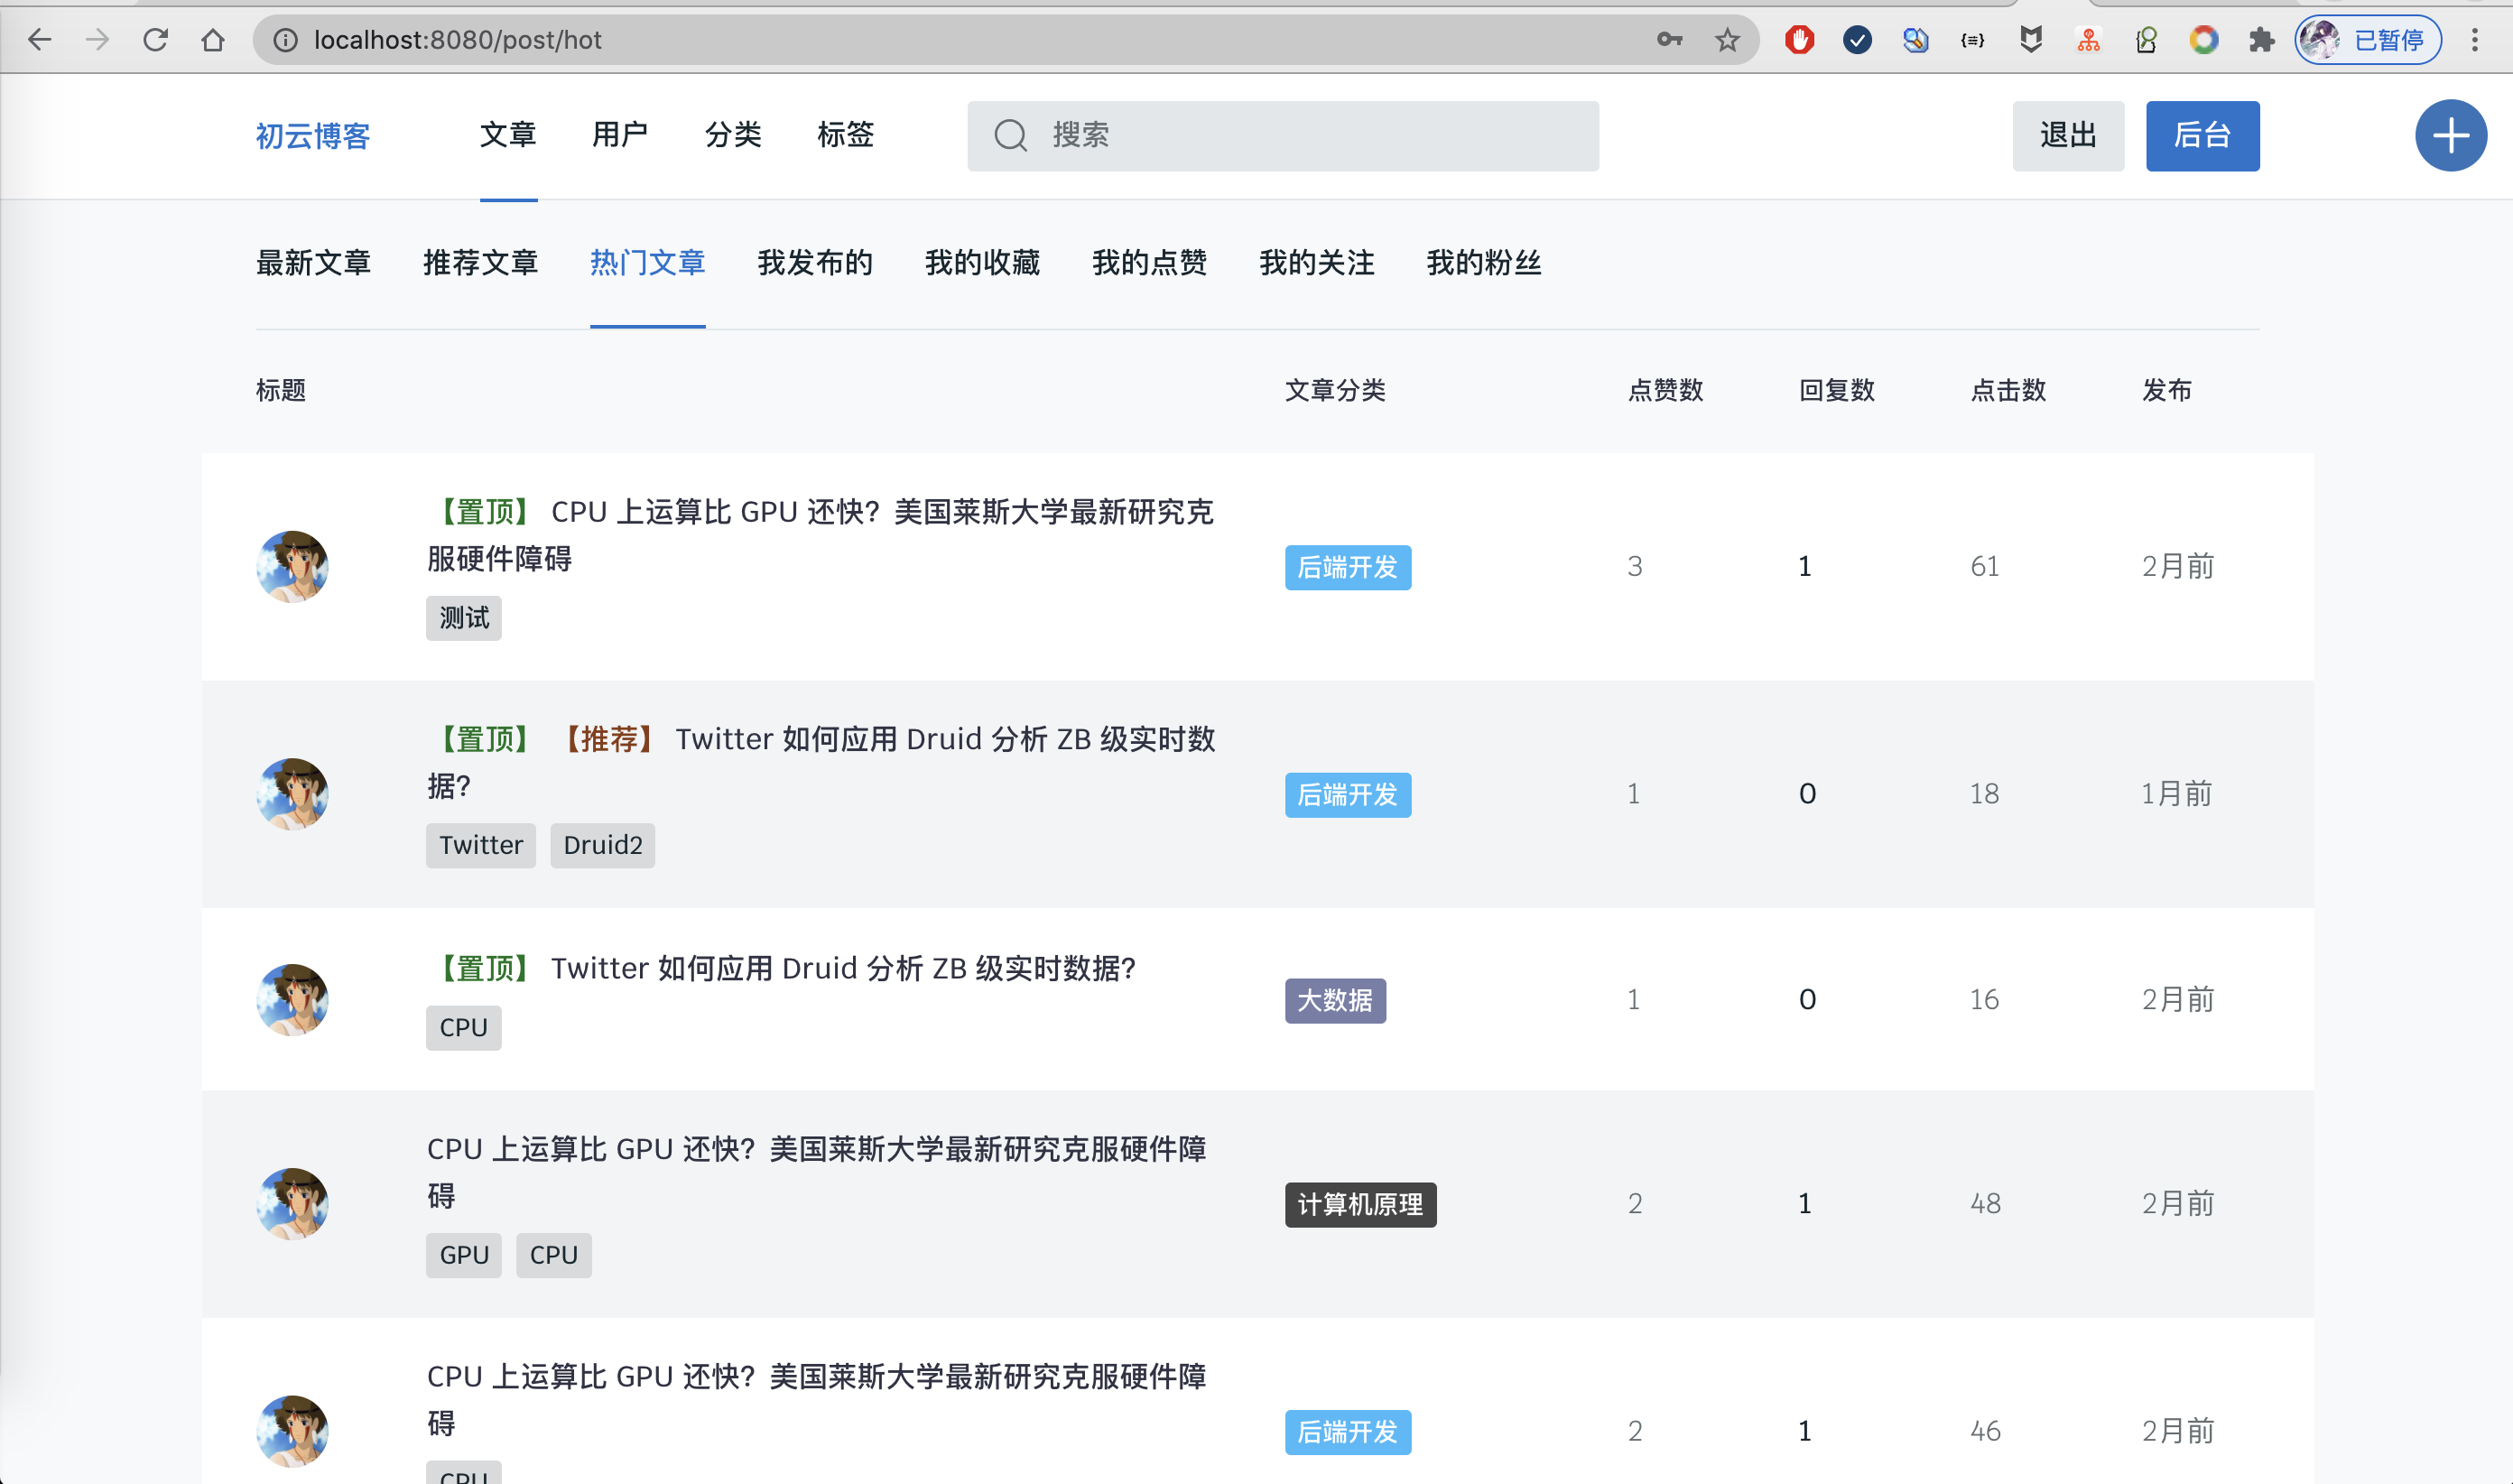 localhost:8080/post/hot
已暂停
初云博客 文章 用户 分类 标签 搜索 退出 后台
最新文章 推荐文章 热门文章 我发布的 我的收藏 我的点赞 我的关注 我的粉丝
标题 文章分类 点赞数 回复数 点击数 发布
【置顶】 CPU 上运算比 GPU 还快？美国莱斯大学最新研究克
服硬件障碍
测试
后端开发 3 1 61 2月前
【置顶】 【推荐】 Twitter 如何应用 Druid 分析 ZB 级实时数
据?
Twitter Druid2
后端开发 1 0 18 1月前
【置顶】 Twitter 如何应用 Druid 分析 ZB 级实时数据?
CPU
大数据 1 0 16 2月前
CPU 上运算比 GPU 还快？美国莱斯大学最新研究克服硬件障
碍
GPU CPU
计算机原理 2 1 48 2月前
CPU 上运算比 GPU 还快？美国莱斯大学最新研究克服硬件障
碍
CPU
后端开发 2 1 46 2月前